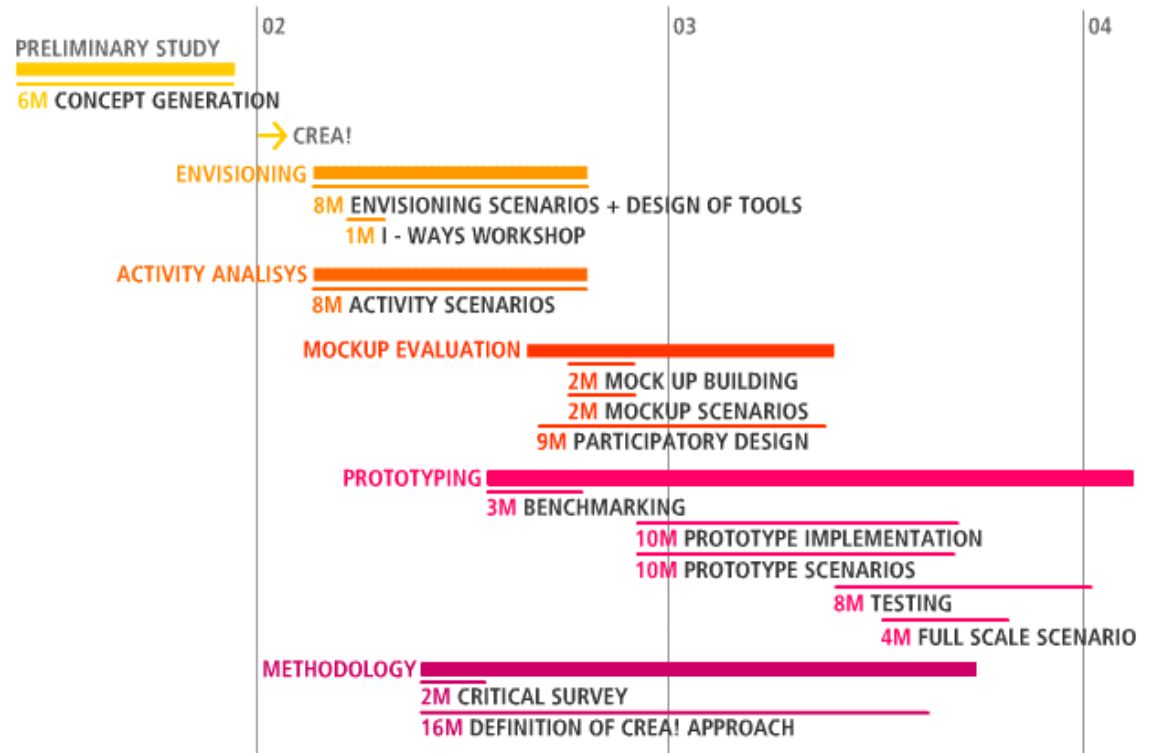 02
03
04
PRELIMINARY STUDY
6M CONCEPT GENERATION
CREA!
ENVISIONING
8M ENVISIONING SCENARIOS + DESIGN OF TOOLS
1M I - WAYS WORKSHOP
ACTIVITY ANALISYS
8M ACTIVITY SCENARIOS
MOCKUP EVALUATION
2M MOCK UP BUILDING
2M MOCKUP SCENARIOS
9M PARTICIPATORY DESIGN
PROTOTYPING
3M BENCHMARKING
10M PROTOTYPE IMPLEMENTATION
10M PROTOTYPE SCENARIOS
8M TESTING
4M FULL SCALE SCENARIO
METHODOLOGY
2M CRITICAL SURVEY
16M DEFINITION OF CREA! APPROACH